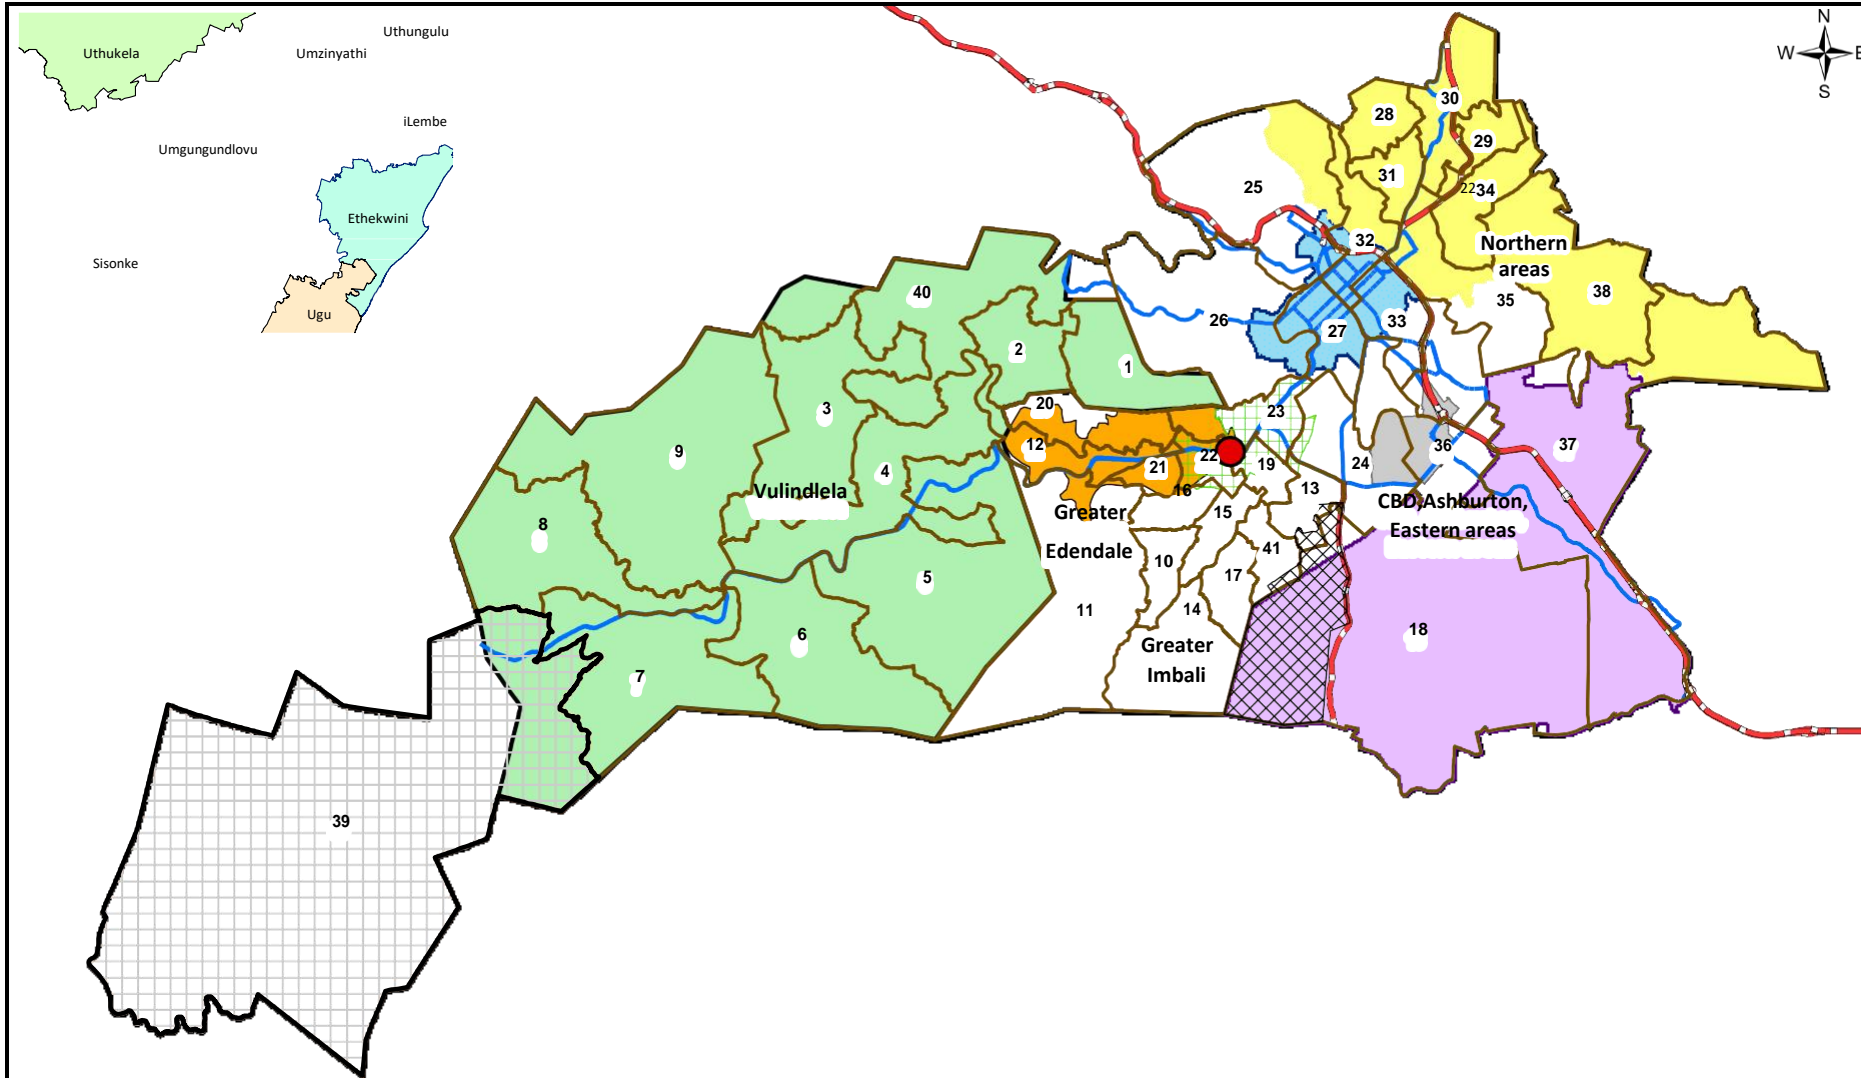 Uthungulu
Uthukela
Umzinyathi
iLembe
Umgungundlovu
Ethekwini
Sisonke
Ugu
N
W E
S
30
28
29
31
25
22
34
32
Northern
areas
40
38
35
26
27
33
2
1
20
3
23
12
36
37
9
22
4
21
19
24
16
13
Vulindlela
CBD,Ashburton,
Eastern areas
Greater
15
8
Edendale
41
10
17
5
11
14
18
6
Greater
Imbali
7
39